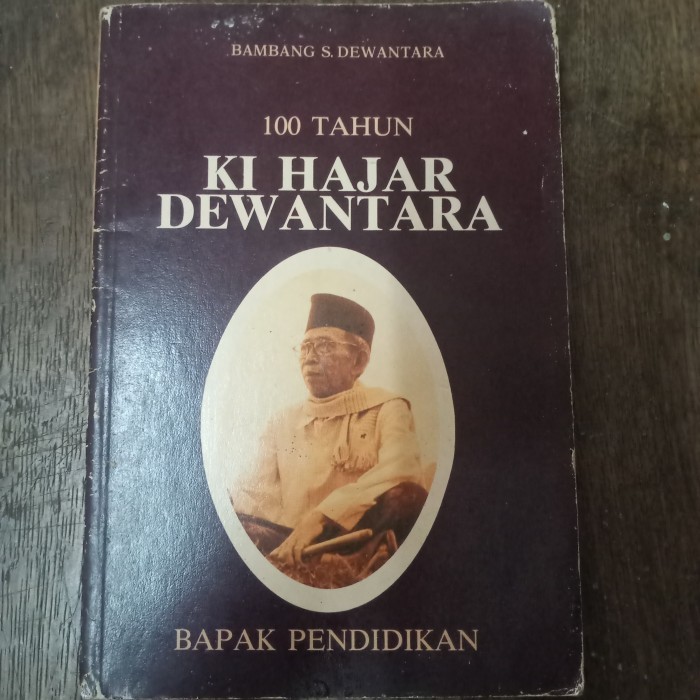 BAMBANG S. DEWANTARA
100 TAHUN
KI HAJAR
DEWANTARA
BAPAK PENDIDIKAN